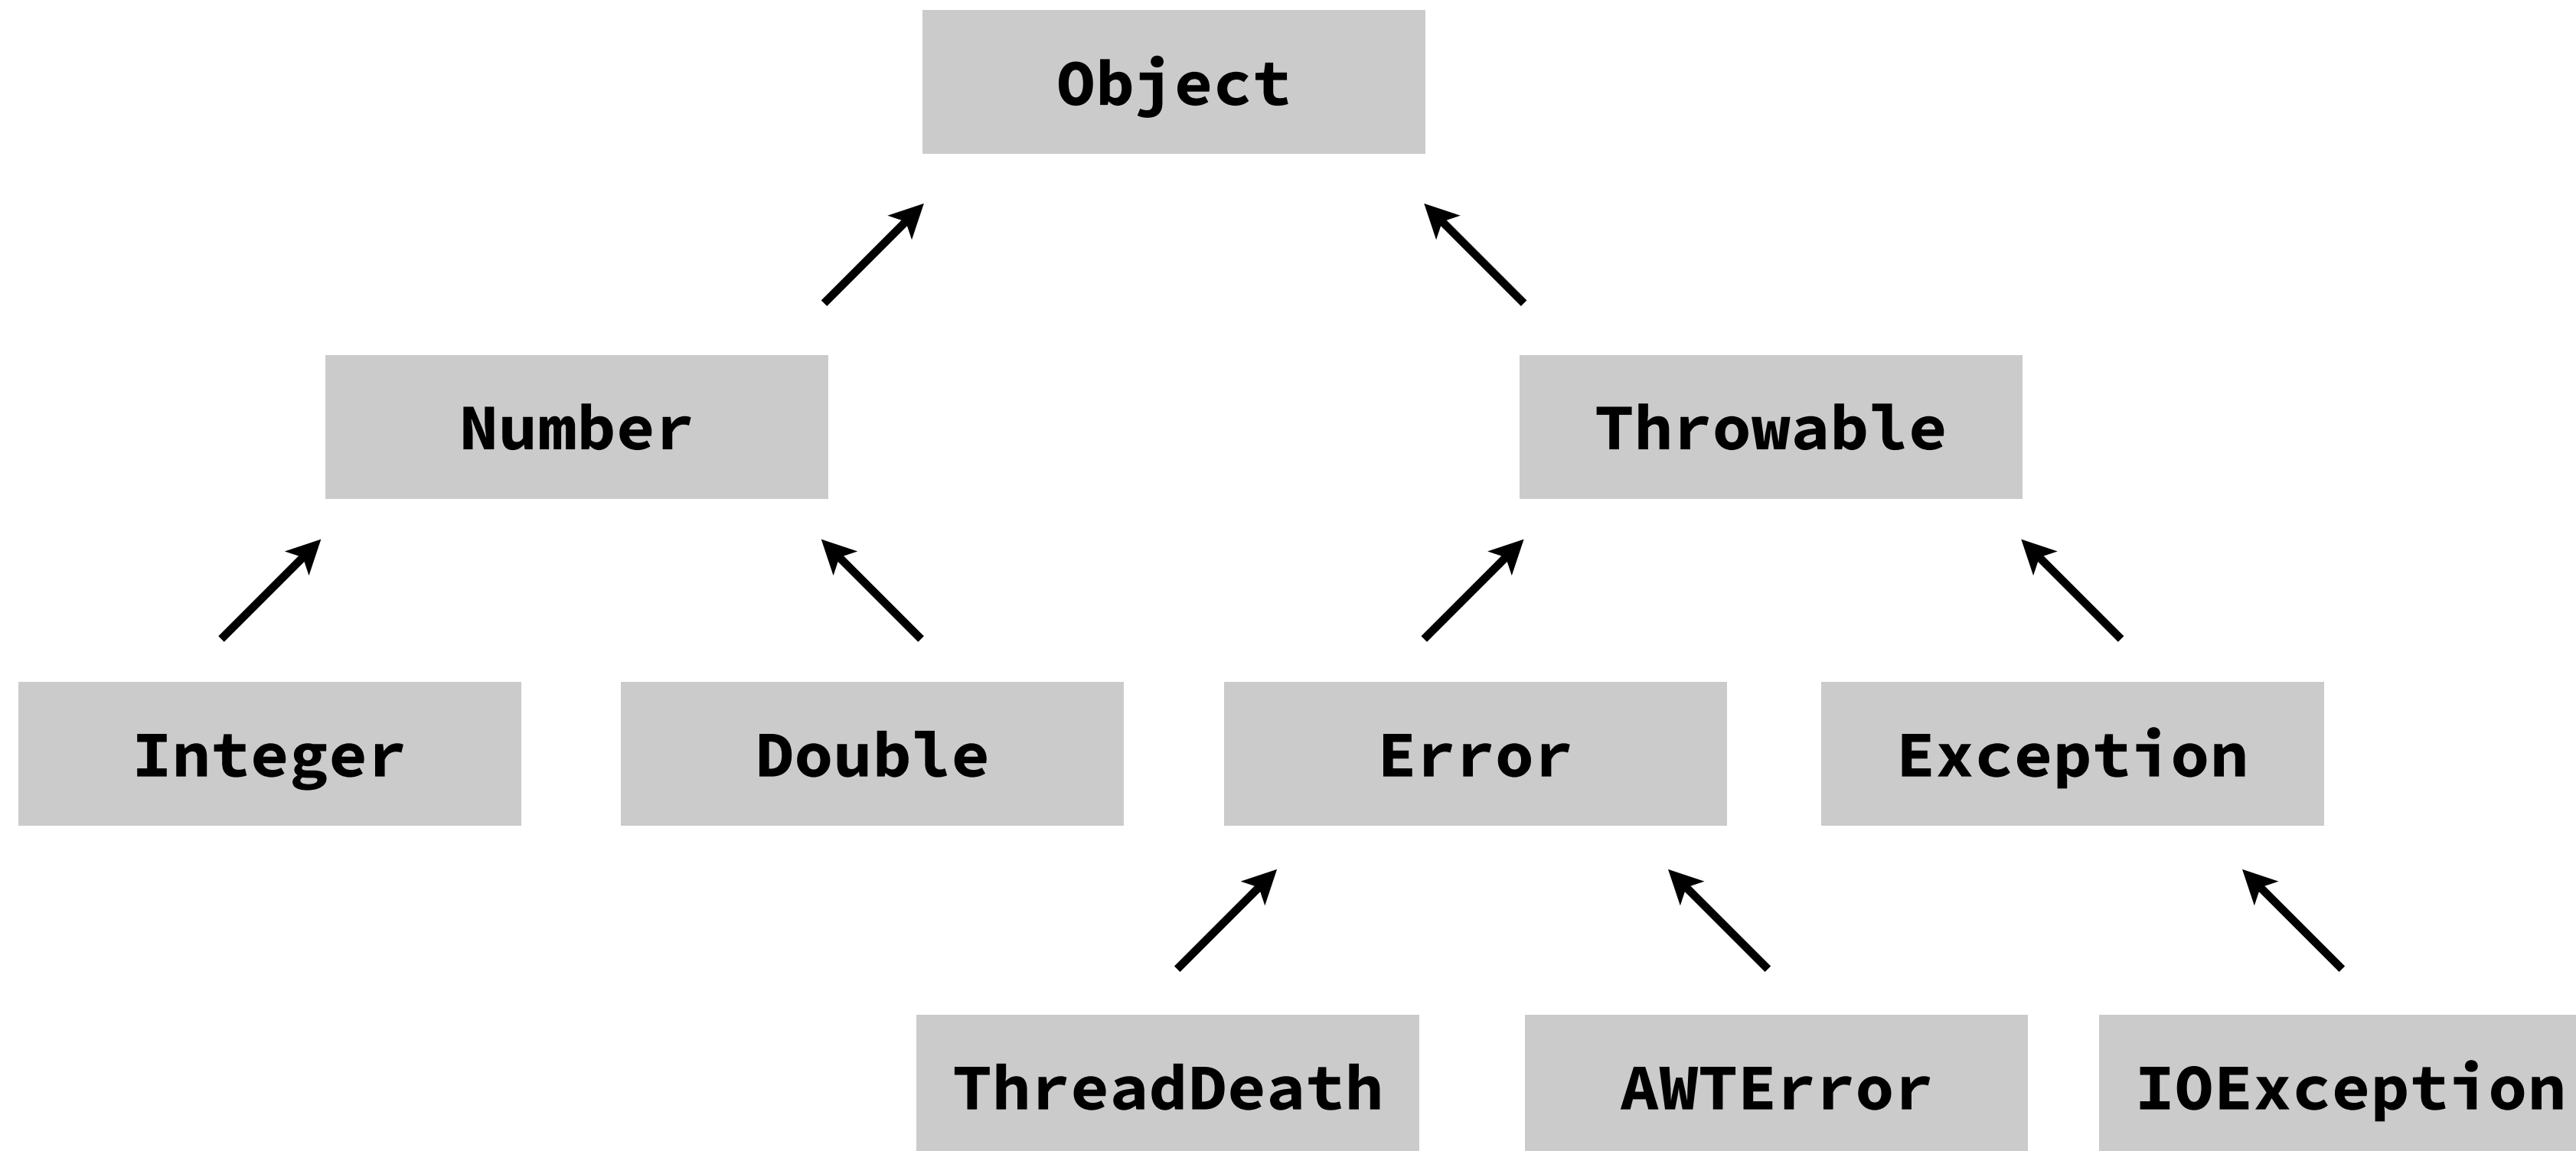 Object
Number
Throwable
Integer
Double
Error
Exception
ThreadDeath
AWTError
IOException